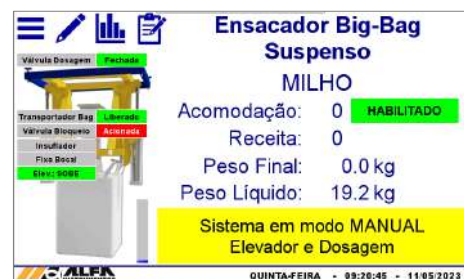 Ensacador Big-Bag
Suspenso
Válvula Dosagem Fechada
MILHO
Transportador Bag Liberado
Acomodação: 0 HABILITADO
Válvula Bloqueio Acionada
Receita: 0
Insuflador
Fixa Bocal
Peso Final: 0.0 kg
Elev.: SOBE
Peso Líquido: 19.2 kg
Sistema em modo MANUAL
Elevador e Dosagem
ALFA QUINTA-FEIRA - 09:20:45 - 11/05/2023